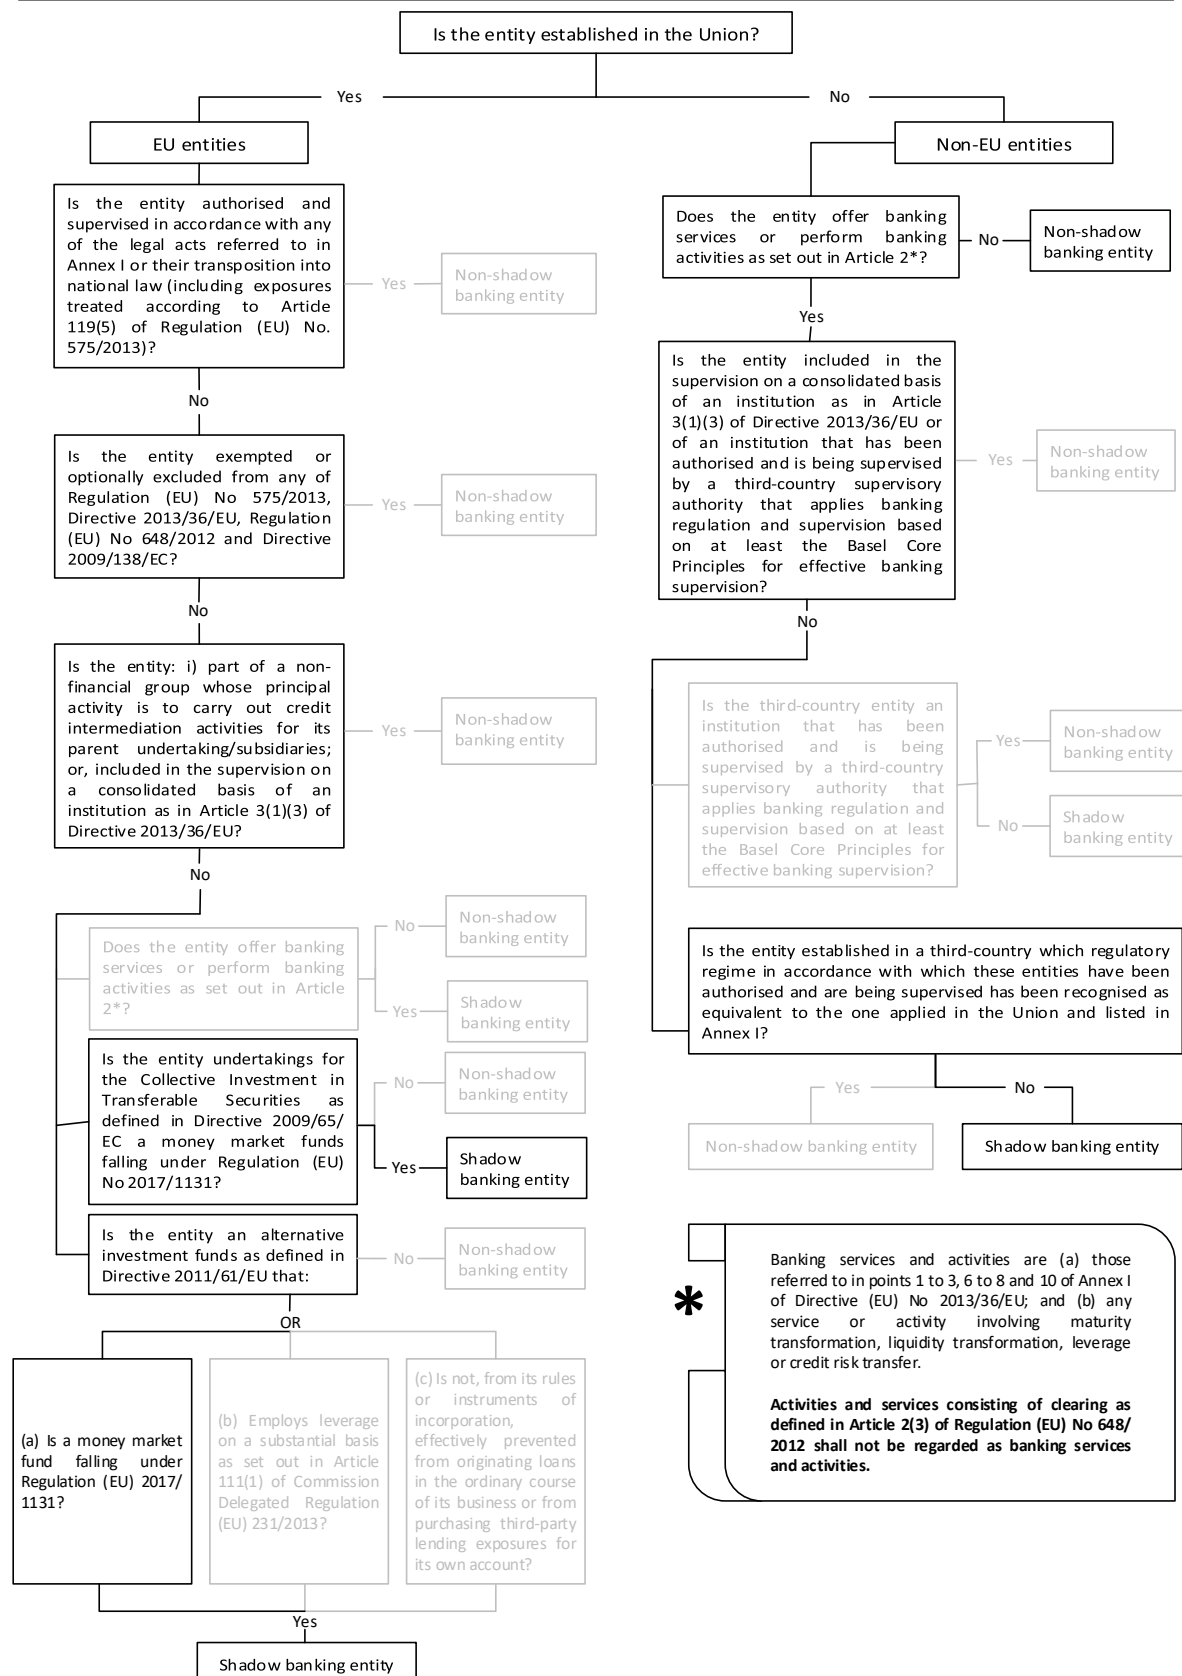 Is the entity established in the Union?
Yes
No
EU entities
Non-EU entities
Is the entity authorised and
supervised in accordance with any
of the legal acts referred to in
Annex I or their transposition into
national law (including exposures
treated according to Article
119(5) of Regulation (EU) No.
575/2013)?
Yes
Non-shadow
banking entity
No
Is the entity exempted or
optionally excluded from any of
Regulation (EU) No 575/2013,
Directive 2013/36/EU, Regulation
(EU) No 648/2012 and Directive
2009/138/EC?
Yes
Non-shadow
banking entity
No
Is the entity: i) part of a non-
financial group whose principal
activity is to carry out credit
intermediation activities for its
parent undertaking/subsidiaries;
or, included in the supervision on
a consolidated basis of an
institution as in Article 3(1)(3) of
Directive 2013/36/EU?
Yes
Non-shadow
banking entity
No
Does the entity offer banking
services or perform banking
activities as set out in Article
2*?
No
Non-shadow
banking entity
Yes
Shadow
banking entity
Is the entity undertakings for
the Collective Investment in
Transferable Securities as
defined in Directive 2009/65/
EC a money market funds
falling under Regulation (EU)
No 2017/1131?
No
Non-shadow
banking entity
Yes
Shadow
banking entity
Is the entity an alternative
investment funds as defined in
Directive 2011/61/EU that:
No
Non-shadow
banking entity
OR
(a) Is a money market
fund falling under
Regulation (EU) 2017/
1131?
(b) Employs leverage
on a substantial basis
as set out in Article
111(1) of Commission
Delegated Regulation
(EU) 231/2013?
(c) Is not, from its rules
or instruments of
incorporation,
effectively prevented
from originating loans
in the ordinary course
of its business or from
purchasing third-party
lending exposures for
its own account?
Yes
Shadow banking entity
Does the entity offer banking
services or perform banking
activities as set out in Article 2*?
No
Non-shadow
banking entity
Yes
Is the entity included in the
supervision on a consolidated basis
of an institution as in Article
3(1)(3) of Directive 2013/36/EU or
of an institution that has been
authorised and is being supervised
by a third-country supervisory
authority that applies banking
regulation and supervision based
on at least the Basel Core
Principles for effective banking
supervision?
Yes
Non-shadow
banking entity
No
Is the third-country entity an
institution that has been
authorised and is being
supervised by a third-country
supervisory authority that
applies banking regulation and
supervision based on at least
the Basel Core Principles for
effective banking supervision?
Yes
Non-shadow
banking entity
No
Shadow
banking entity
Is the entity established in a third-country which regulatory
regime in accordance with which these entities have been
authorised and are being supervised has been recognised as
equivalent to the one applied in the Union and listed in
Annex I?
Yes
No
Non-shadow banking entity
Shadow banking entity
*
Banking services and activities are (a) those
referred to in points 1 to 3, 6 to 8 and 10 of Annex I
of Directive (EU) No 2013/36/EU; and (b) any
service or activity involving maturity
transformation, liquidity transformation, leverage
or credit risk transfer.
Activities and services consisting of clearing as
defined in Article 2(3) of Regulation (EU) No 648/
2012 shall not be regarded as banking services
and activities.